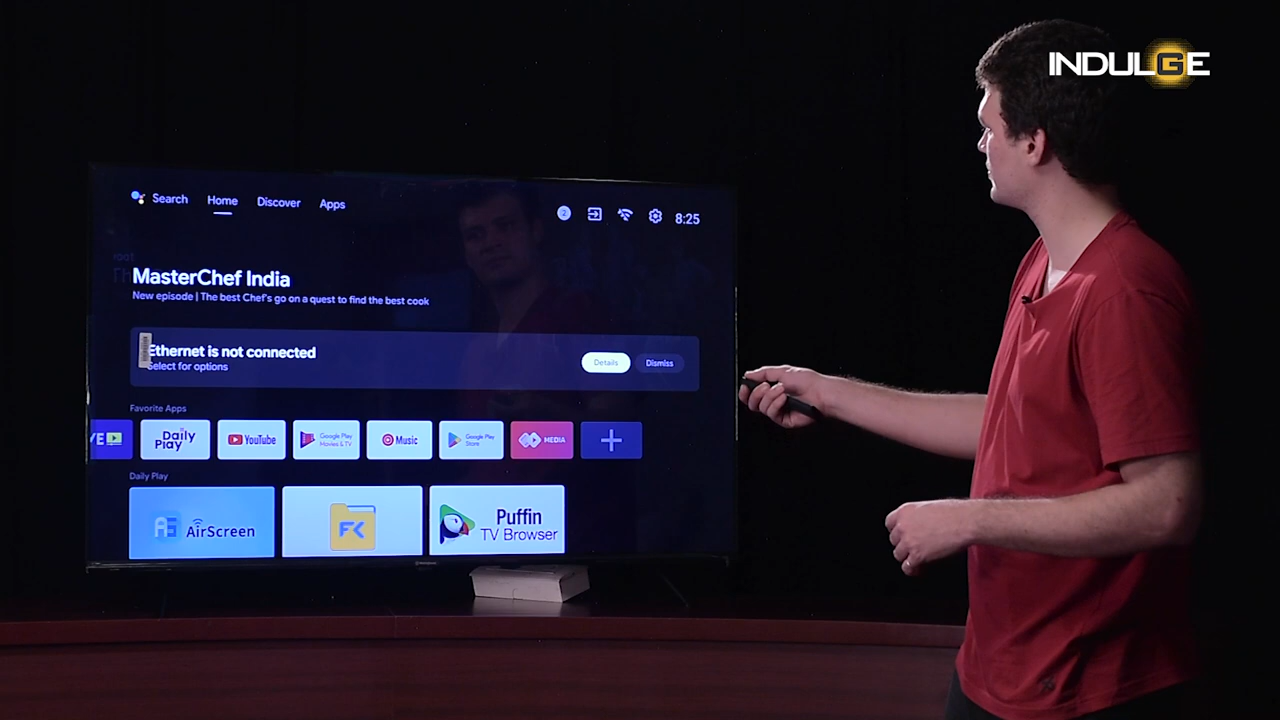 INDULGE
Search Home Discover Apps
2 8:25
MasterChef India
New episode | The best Chef's go on a quest to find the best cook
Ethernet is not connected
Select for options
Details Dismiss
Favorite Apps
Daily Play
YouTube
Google Play Movies & TV
Music
Google Play Store
MEDIA
Daily Play
AirScreen
FX
Puffin
TV Browser